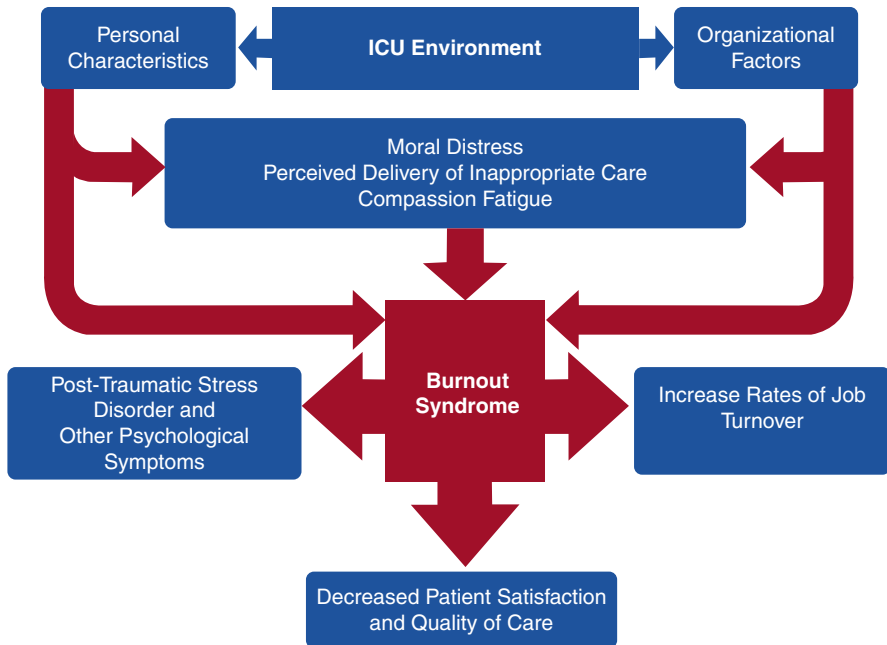 Personal
Characteristics
ICU Environment
Organizational
Factors
Moral Distress
Perceived Delivery of Inappropriate Care
Compassion Fatigue
Burnout
Syndrome
Post-Traumatic Stress
Disorder and
Other Psychological
Symptoms
Increase Rates of Job
Turnover
Decreased Patient Satisfaction
and Quality of Care